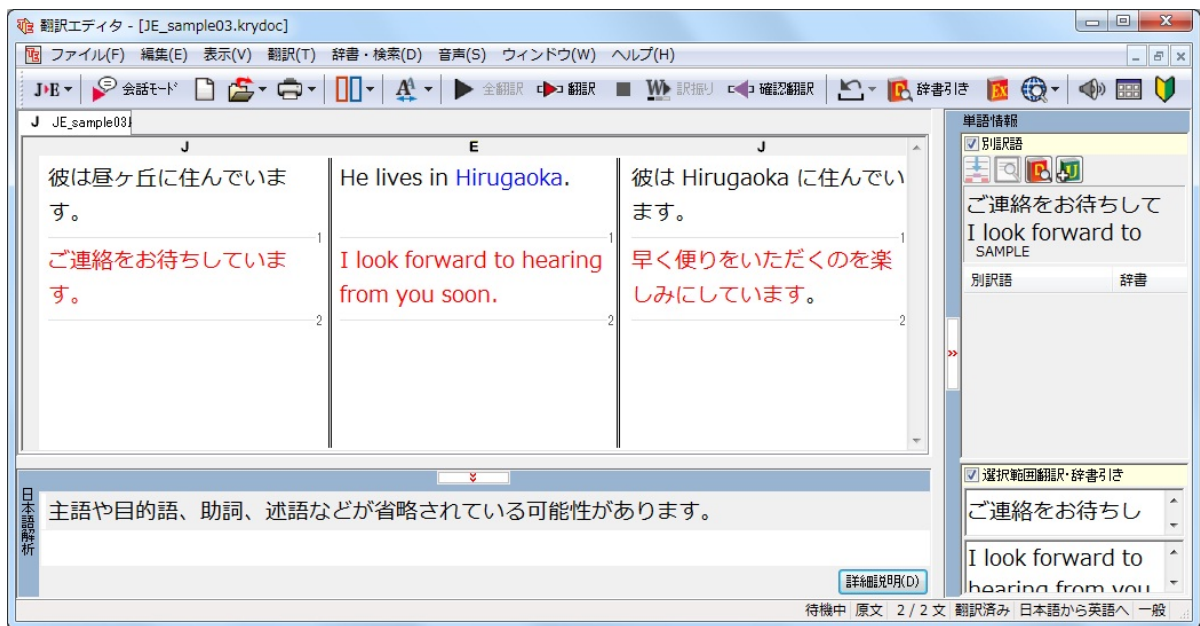 翻訳エディタ - [JE_sample03.krydoc]
ファイル(F) 編集(E) 表示(V) 翻訳(T) 辞書・検索(D) 音声(S) ウィンドウ(W) ヘルプ(H)
J▸E 会話モード 全翻訳 翻訳 訳振り 確認翻訳 辞書引き
J JE_sample03.
J E J
彼は昼ヶ丘に住んでいま
す。
1
He lives in Hirugaoka.
1
彼は Hirugaoka に住んでい
ます。
1
ご連絡をお待ちしていま
す。
2
I look forward to hearing
from you soon.
2
早く便りをいただくのを楽
しみにしています。
2
単語情報
別訳語
ご連絡をお待ちして
I look forward to
SAMPLE
別訳語 辞書
選択範囲翻訳・辞書引き
ご連絡をお待ちし
I look forward to
hearing from you
日本語解析
主語や目的語、助詞、述語などが省略されている可能性があります。
詳細説明(D)
待機中 原文 2 / 2 文 翻訳済み 日本語から英語へ 一般